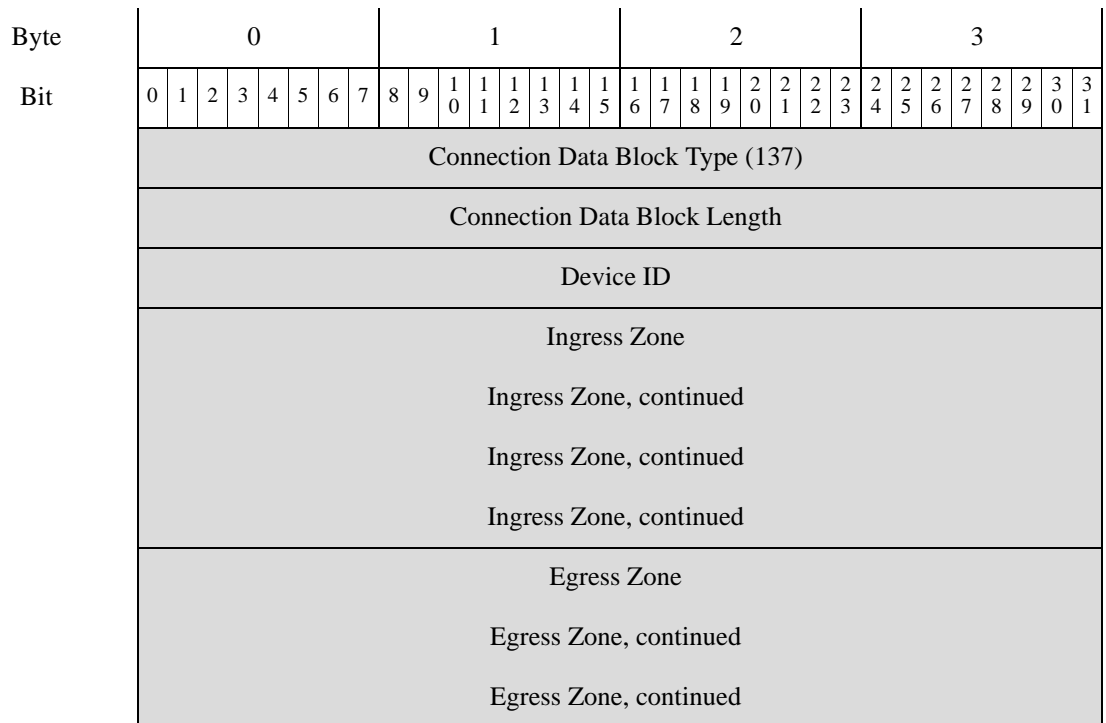 Byte 0 1 2 3
Bit 0 1 2 3 4 5 6 7 8 9 10 11 12 13 14 15 16 17 18 19 20 21 22 23 24 25 26 27 28 29 30 31
Connection Data Block Type (137)
Connection Data Block Length
Device ID
Ingress Zone
Ingress Zone, continued
Ingress Zone, continued
Ingress Zone, continued
Egress Zone
Egress Zone, continued
Egress Zone, continued